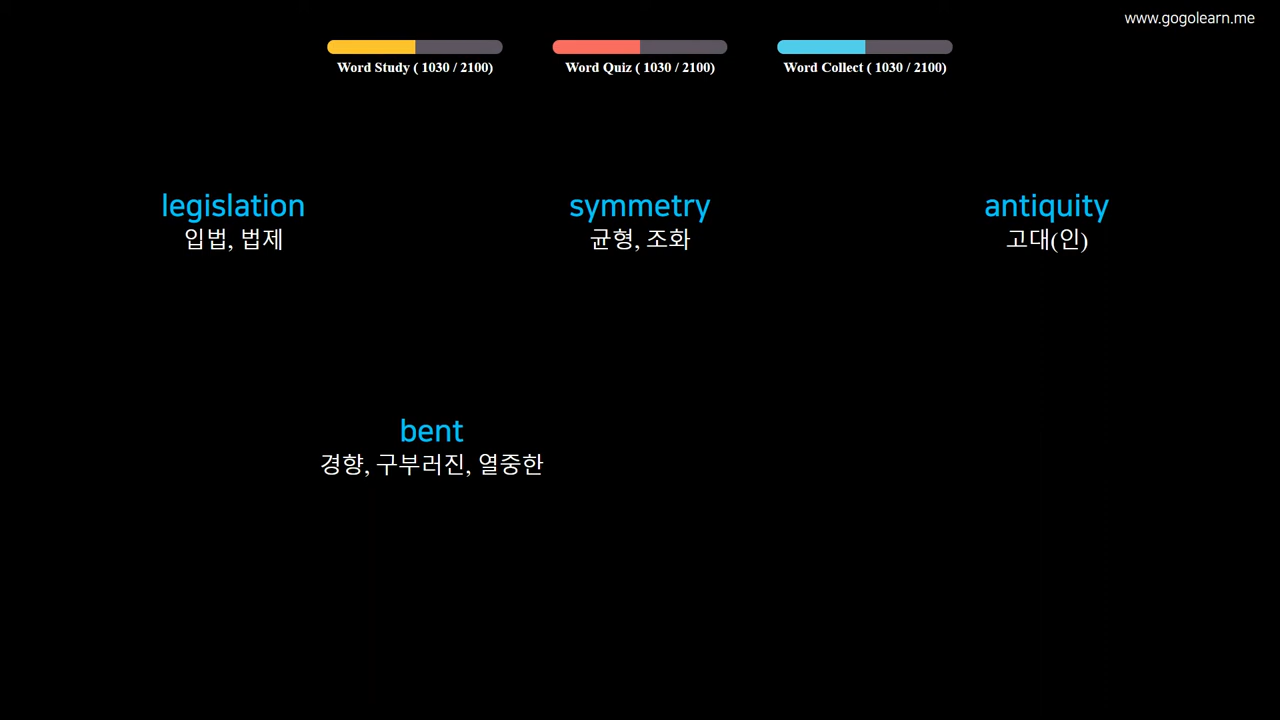 www.gogolearn.me
Word Study ( 1030 / 2100)
Word Quiz ( 1030 / 2100)
Word Collect ( 1030 / 2100)
legislation
입법, 법제
symmetry
균형, 조화
antiquity
고대(인)
bent
경향, 구부러진, 열중한